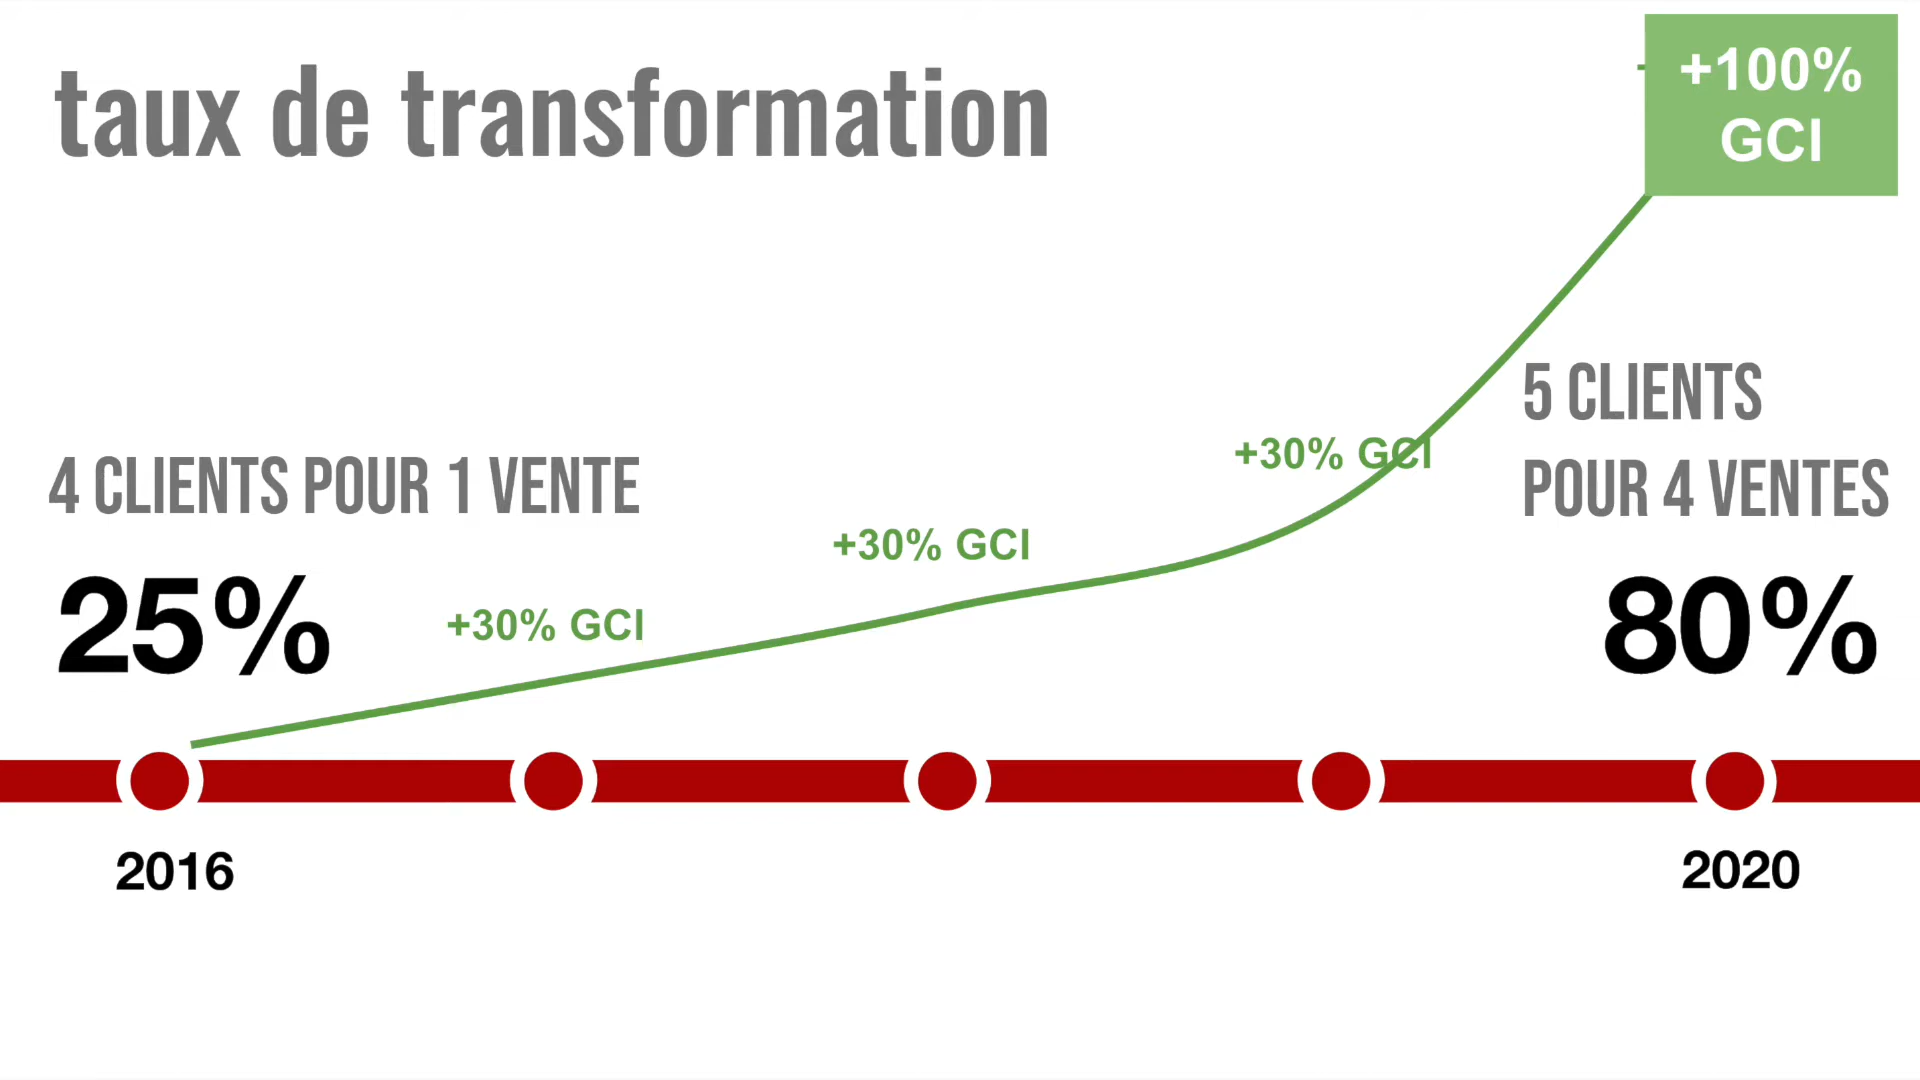 taux de transformation
+100%
GCI
4 CLIENTS POUR 1 VENTE
25%
+30% GCI
+30% GCI
+30% GCI
5 CLIENTS
POUR 4 VENTES
80%
2016
2020